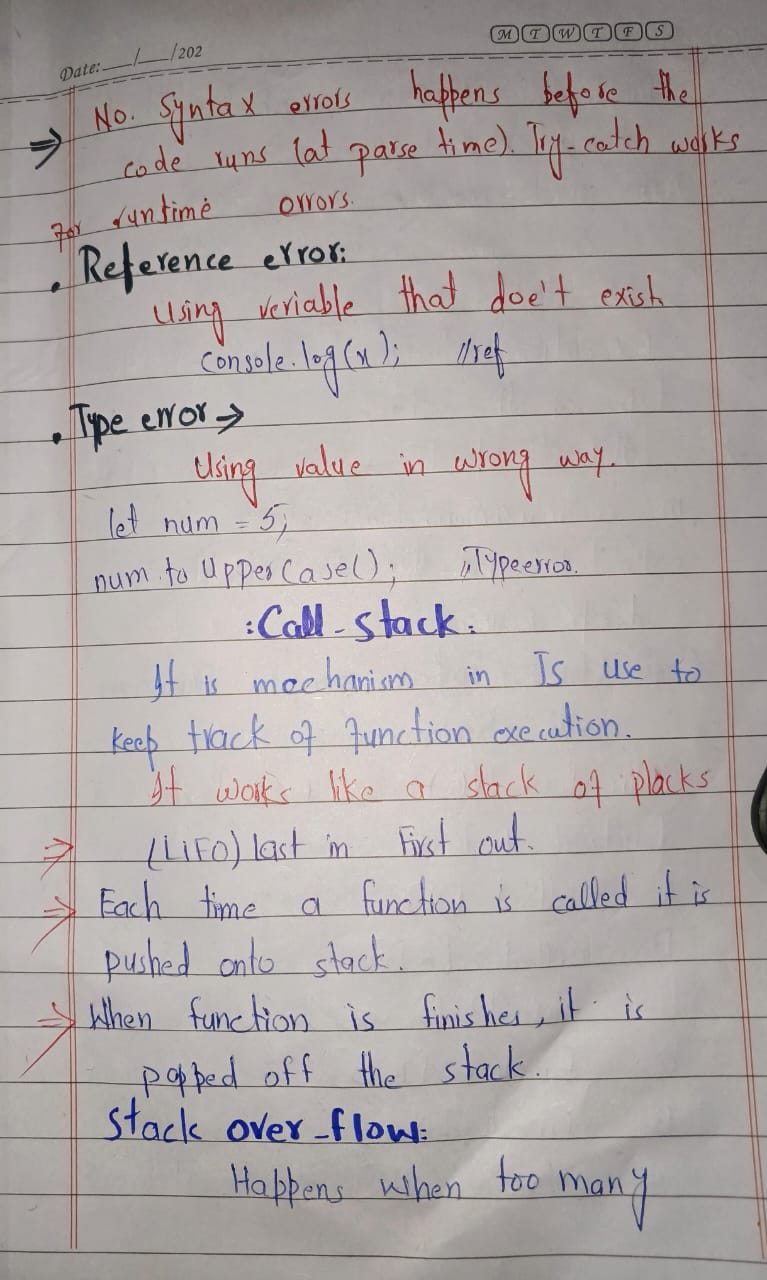 M T W T F S
Date: __/__/202
⇒ No. Syntax errors happens before the
code runs (at parse time). Try-catch works
For runtime orrors.
• Reference error:
Using veriable that doe't exist
console.log(x); //ref
• Type error →
Using value in wrong way.
let num = 5;
num.to Upper Case(); //Typeerror.
:Call-stack:
It is mechanism in Js use to
keep track of function execution.
It works like a stack of placks
⇒ (LiFO) last in First out.
⇒ Each time a function is called it is
pushed onto stack.
⇒ When function is finishes, it is
popped off the stack.
Stack over-flow:
Happens when too many